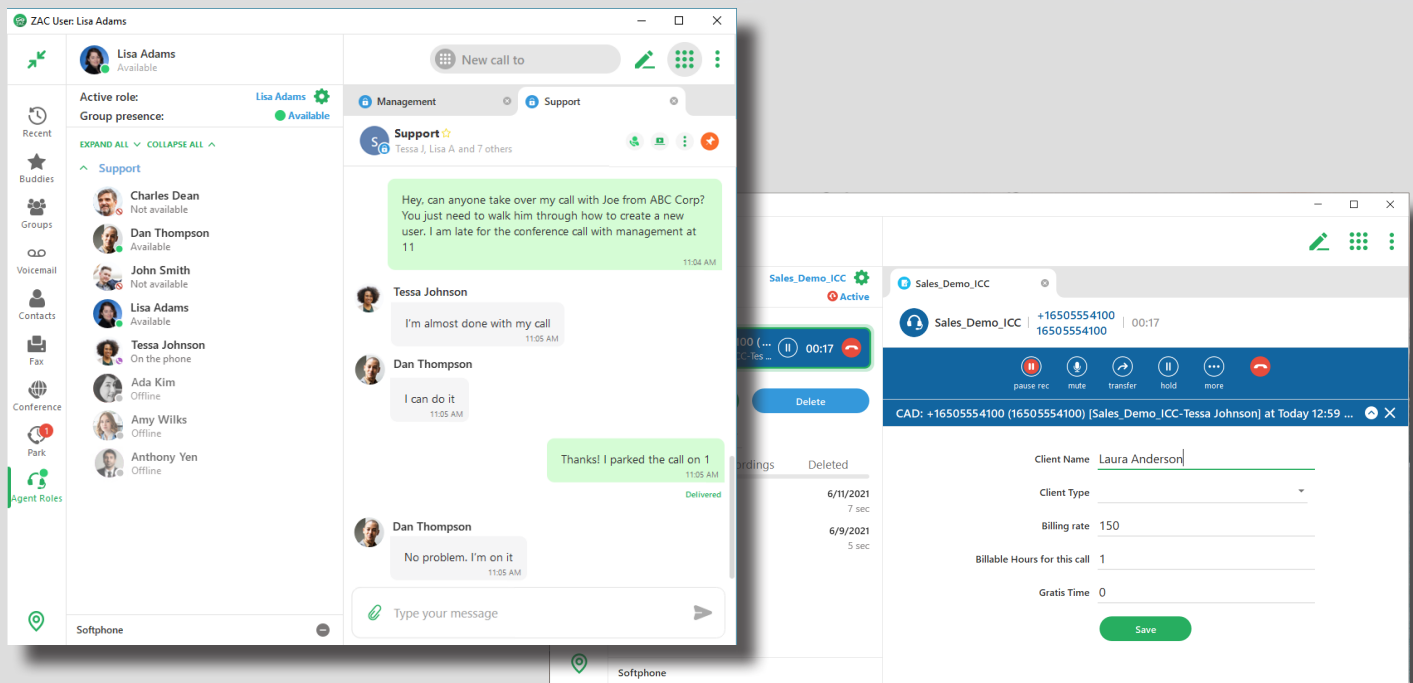 ZAC User: Lisa Adams
Lisa Adams
Available
Active role:
Lisa Adams
Group presence:
Available
EXPAND ALL
COLLAPSE ALL
Support
Charles Dean
Not available
Dan Thompson
Available
John Smith
Not available
Lisa Adams
Available
Tessa Johnson
On the phone
Ada Kim
Offline
Amy Wilks
Offline
Anthony Yen
Offline
Softphone
Recent
Buddies
Groups
Voicemail
Contacts
Fax
Conference
1
Park
Agent Roles
New call to
Management
Support
S
Support
Tessa J, Lisa A and 7 others
Hey, can anyone take over my call with Joe from ABC Corp?
You just need to walk him through how to create a new
user. I am late for the conference call with management at
11
11:04 AM
Tessa Johnson
I'm almost done with my call
11:05 AM
Dan Thompson
I can do it
11:05 AM
Thanks! I parked the call on 1
11:05 AM
Delivered
Dan Thompson
No problem. I'm on it
11:05 AM
Type your message
Sales_Demo_ICC
Active
00 (...
CC-Tes ...
00:17
Delete
ordings
Deleted
6/11/2021
7 sec
6/9/2021
5 sec
Softphone
Sales_Demo_ICC
Sales_Demo_ICC
+16505554100
16505554100
00:17
pause rec
mute
transfer
hold
more
CAD: +16505554100 (16505554100) [Sales_Demo_ICC-Tessa Johnson] at Today 12:59 ...
Client Name
Laura Anderson
Client Type
Billing rate
150
Billable Hours for this call
1
Gratis Time
0
Save